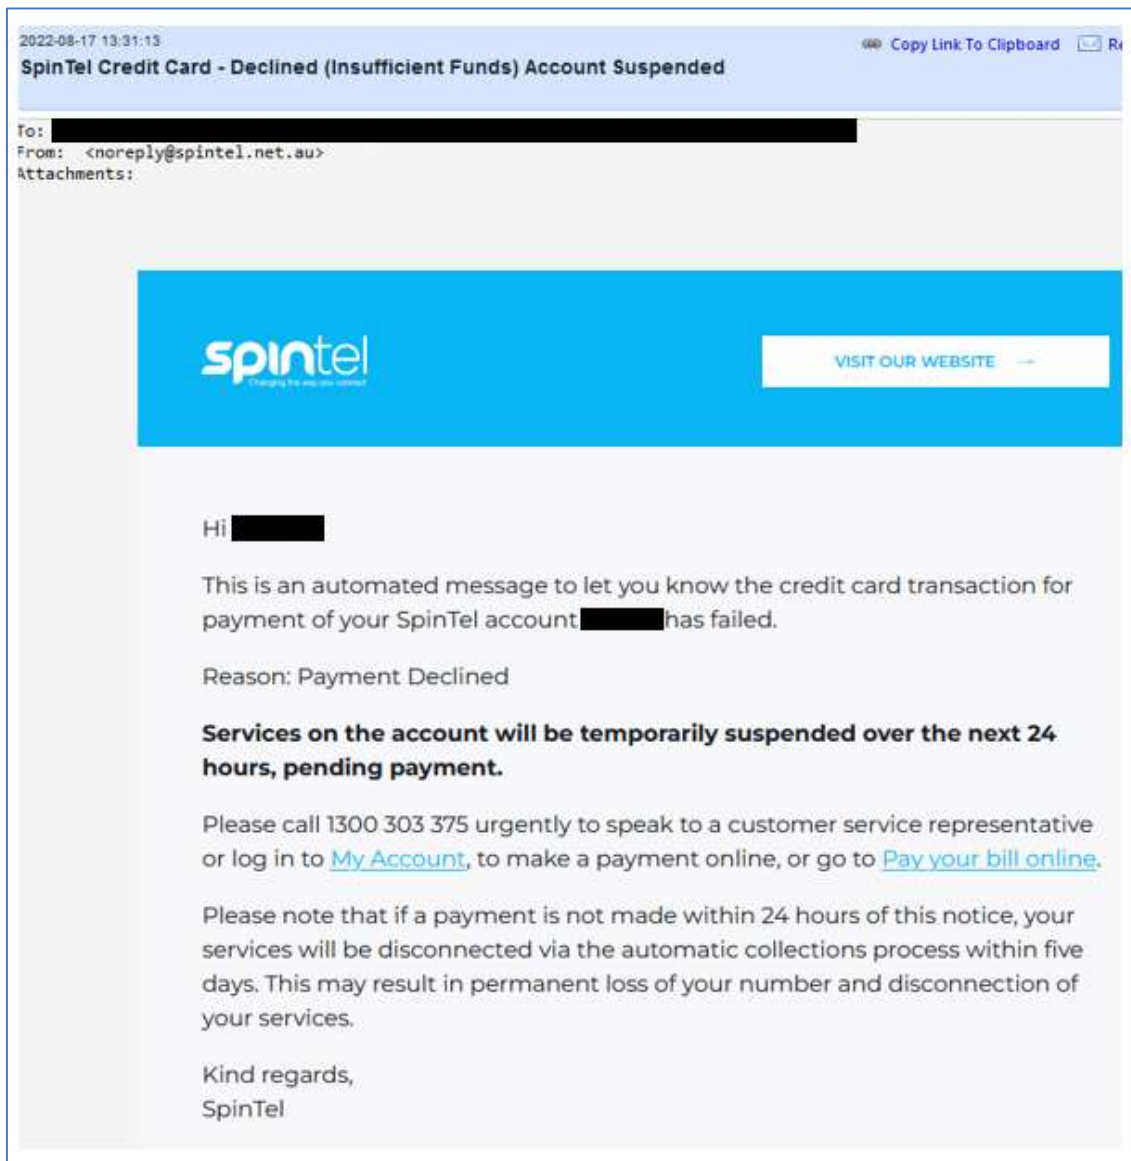 2022-08-17 13:31:13
Copy Link To Clipboard Re
SpinTel Credit Card - Declined (Insufficient Funds) Account Suspended
To:
From: <noreply@spintel.net.au>
Attachments:
spintel
Changing the way you connect
VISIT OUR WEBSITE →
Hi
This is an automated message to let you know the credit card transaction for
payment of your SpinTel account has failed.
Reason: Payment Declined
Services on the account will be temporarily suspended over the next 24
hours, pending payment.
Please call 1300 303 375 urgently to speak to a customer service representative
or log in to My Account, to make a payment online, or go to Pay your bill online.
Please note that if a payment is not made within 24 hours of this notice, your
services will be disconnected via the automatic collections process within five
days. This may result in permanent loss of your number and disconnection of
your services.
Kind regards,
SpinTel